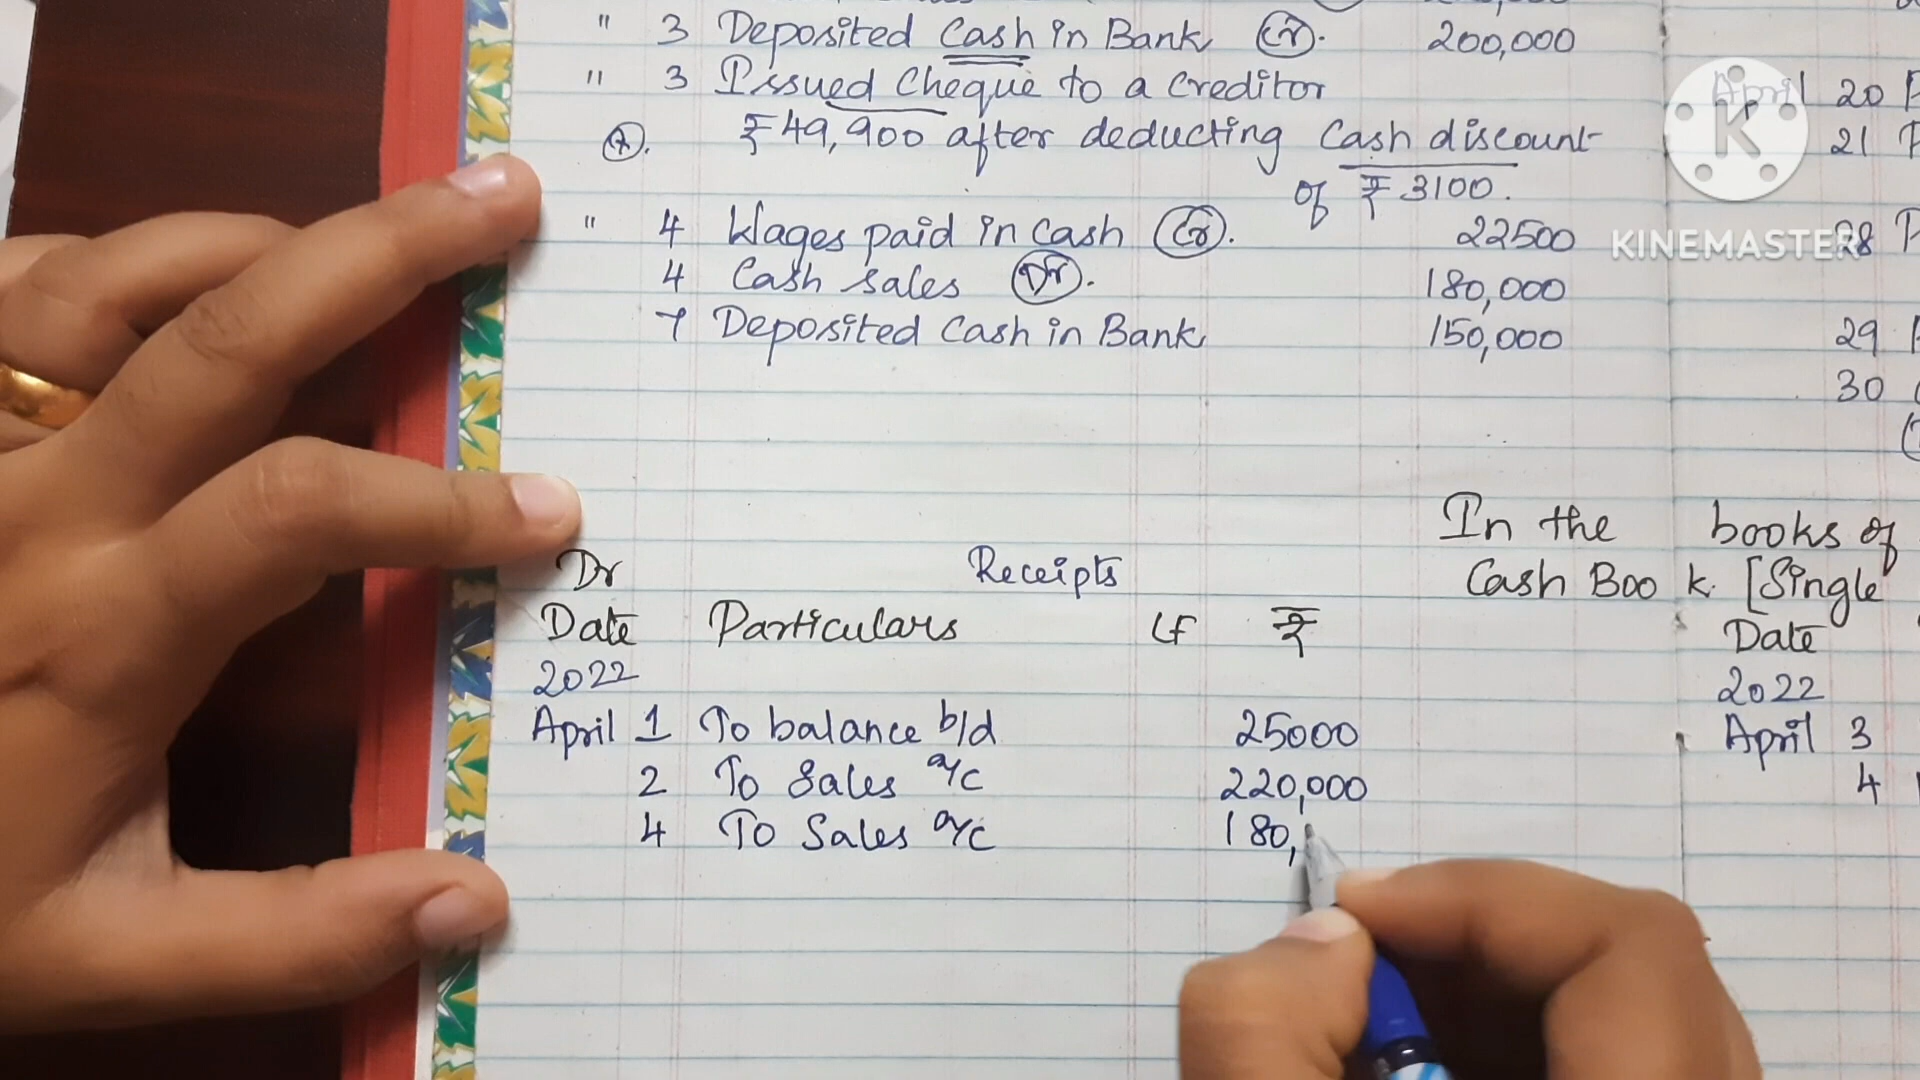 " 3 Deposited Cash in Bank Cr. 200,000
" 3 Issued Cheque to a Creditor
₹ 49,900 after deducting Cash discount
of ₹ 3100.
" 4 Wages paid in Cash Cr. 22500
4 Cash sales Dr. 180,000
7 Deposited Cash in Bank 150,000
April 20
21
28
29
30
K
KINEMASTER
In the books of
Cash Book [Single
Dr Receipts
Date Particulars LF ₹
2022
April 1 To balance b/d 25000
2 To Sales a/c 220,000
4 To Sales a/c 180,
Date
2022
April 3
4